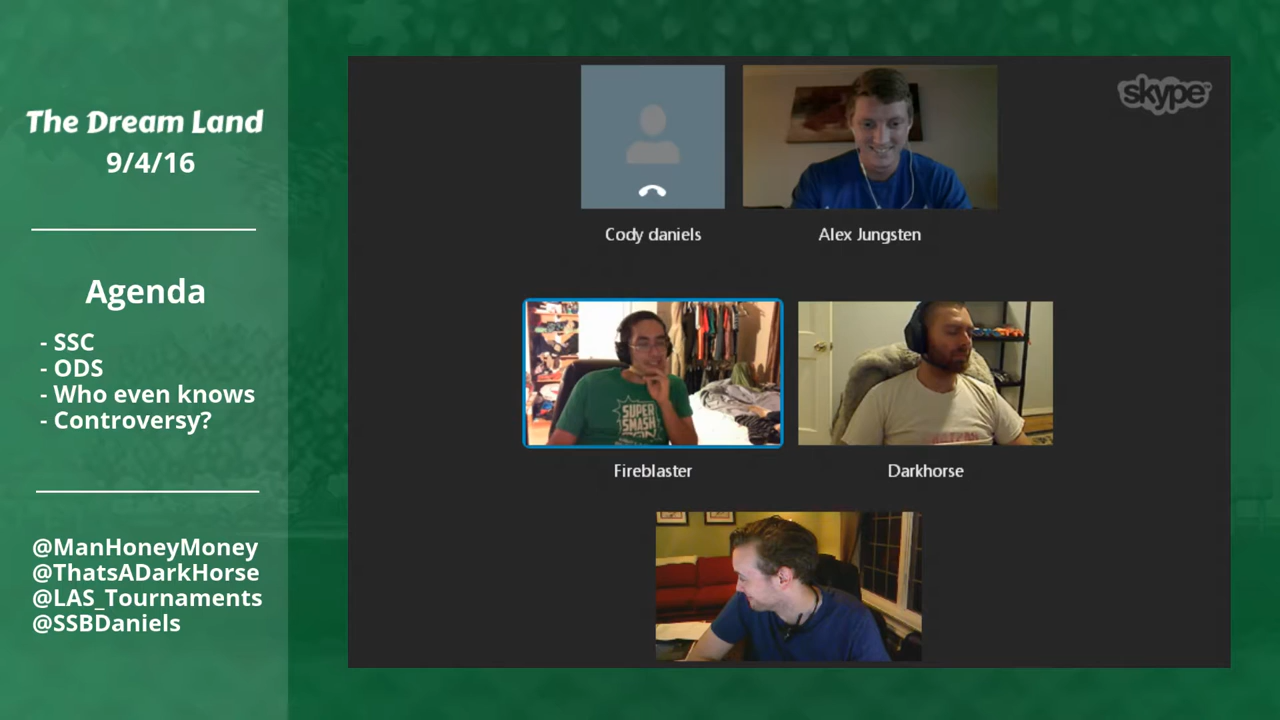 The Dream Land
9/4/16
Agenda
- SSC
- ODS
- Who even knows
- Controversy?
@ManHoneyMoney
@ThatsADarkHorse
@LAS_Tournaments
@SSBDaniels
skype
Cody daniels
Alex Jungsten
SUPER
SMASH
Fireblaster
Darkhorse